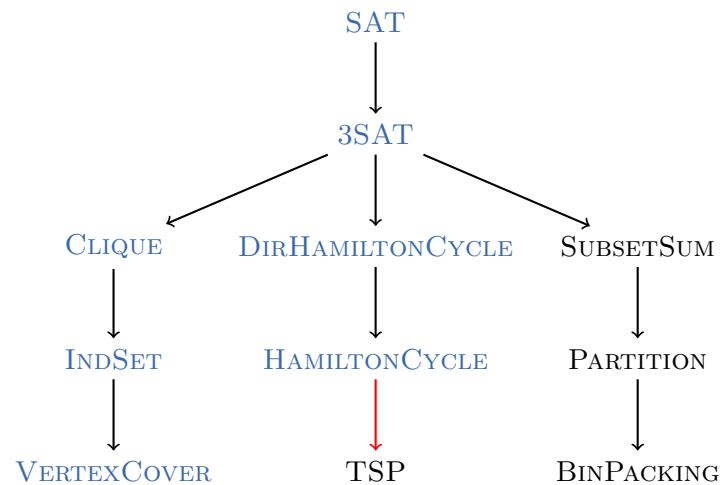 SAT
3SAT
CLIQUE DIRHAMILTONCYCLE SUBSETSUM
INDSET HAMILTONCYCLE PARTITION
VERTEXCOVER TSP BINPACKING